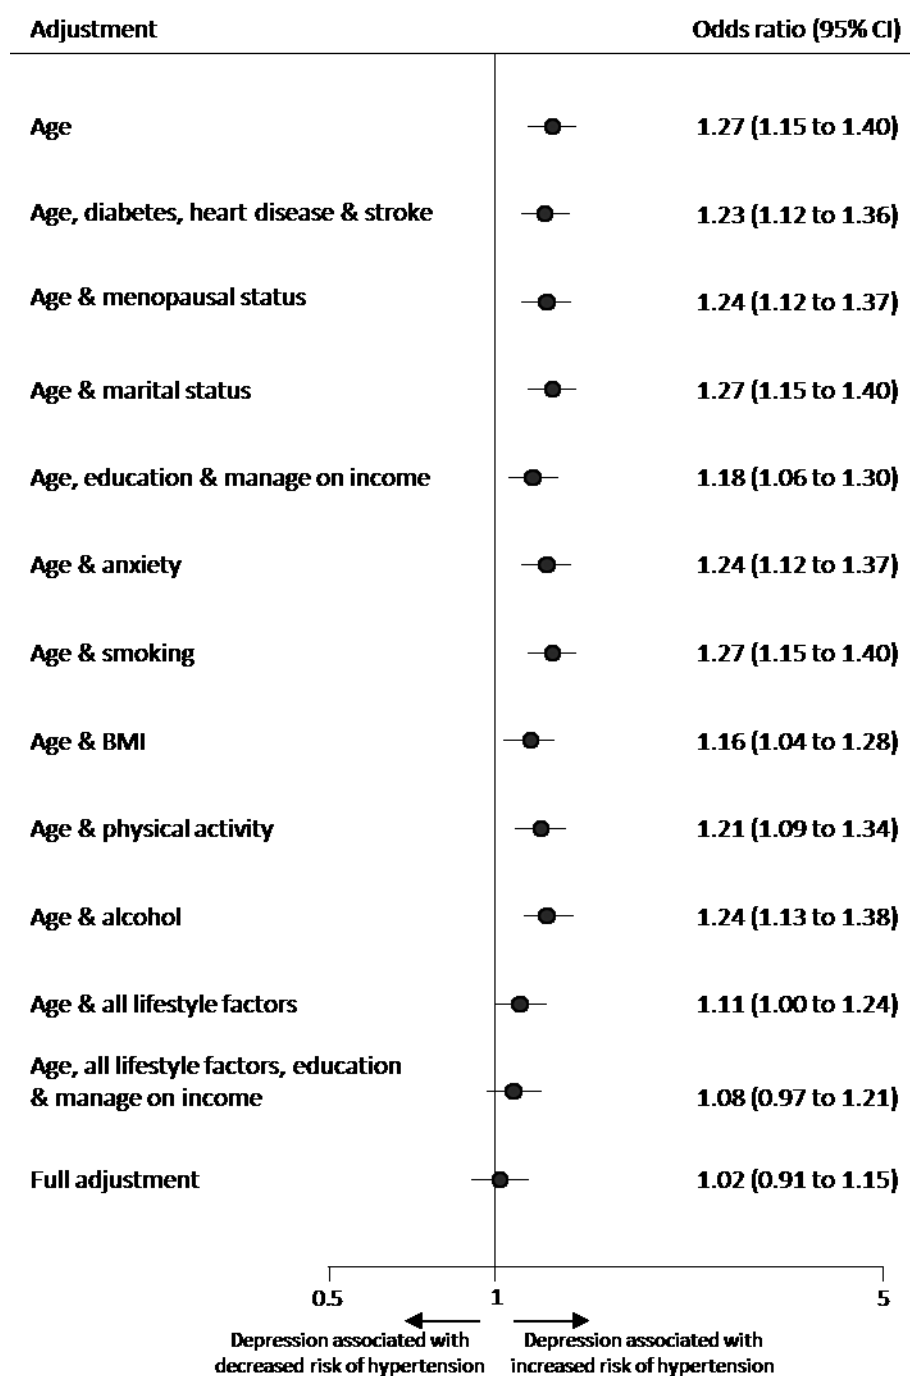 Adjustment Odds ratio (95% CI)
Age 1.27 (1.15 to 1.40)
Age, diabetes, heart disease & stroke 1.23 (1.12 to 1.36)
Age & menopausal status 1.24 (1.12 to 1.37)
Age & marital status 1.27 (1.15 to 1.40)
Age, education & manage on income 1.18 (1.06 to 1.30)
Age & anxiety 1.24 (1.12 to 1.37)
Age & smoking 1.27 (1.15 to 1.40)
Age & BMI 1.16 (1.04 to 1.28)
Age & physical activity 1.21 (1.09 to 1.34)
Age & alcohol 1.24 (1.13 to 1.38)
Age & all lifestyle factors 1.11 (1.00 to 1.24)
Age, all lifestyle factors, education
& manage on income 1.08 (0.97 to 1.21)
Full adjustment 1.02 (0.91 to 1.15)
0.5 1 5
Depression associated with
decreased risk of hypertension
Depression associated with
increased risk of hypertension